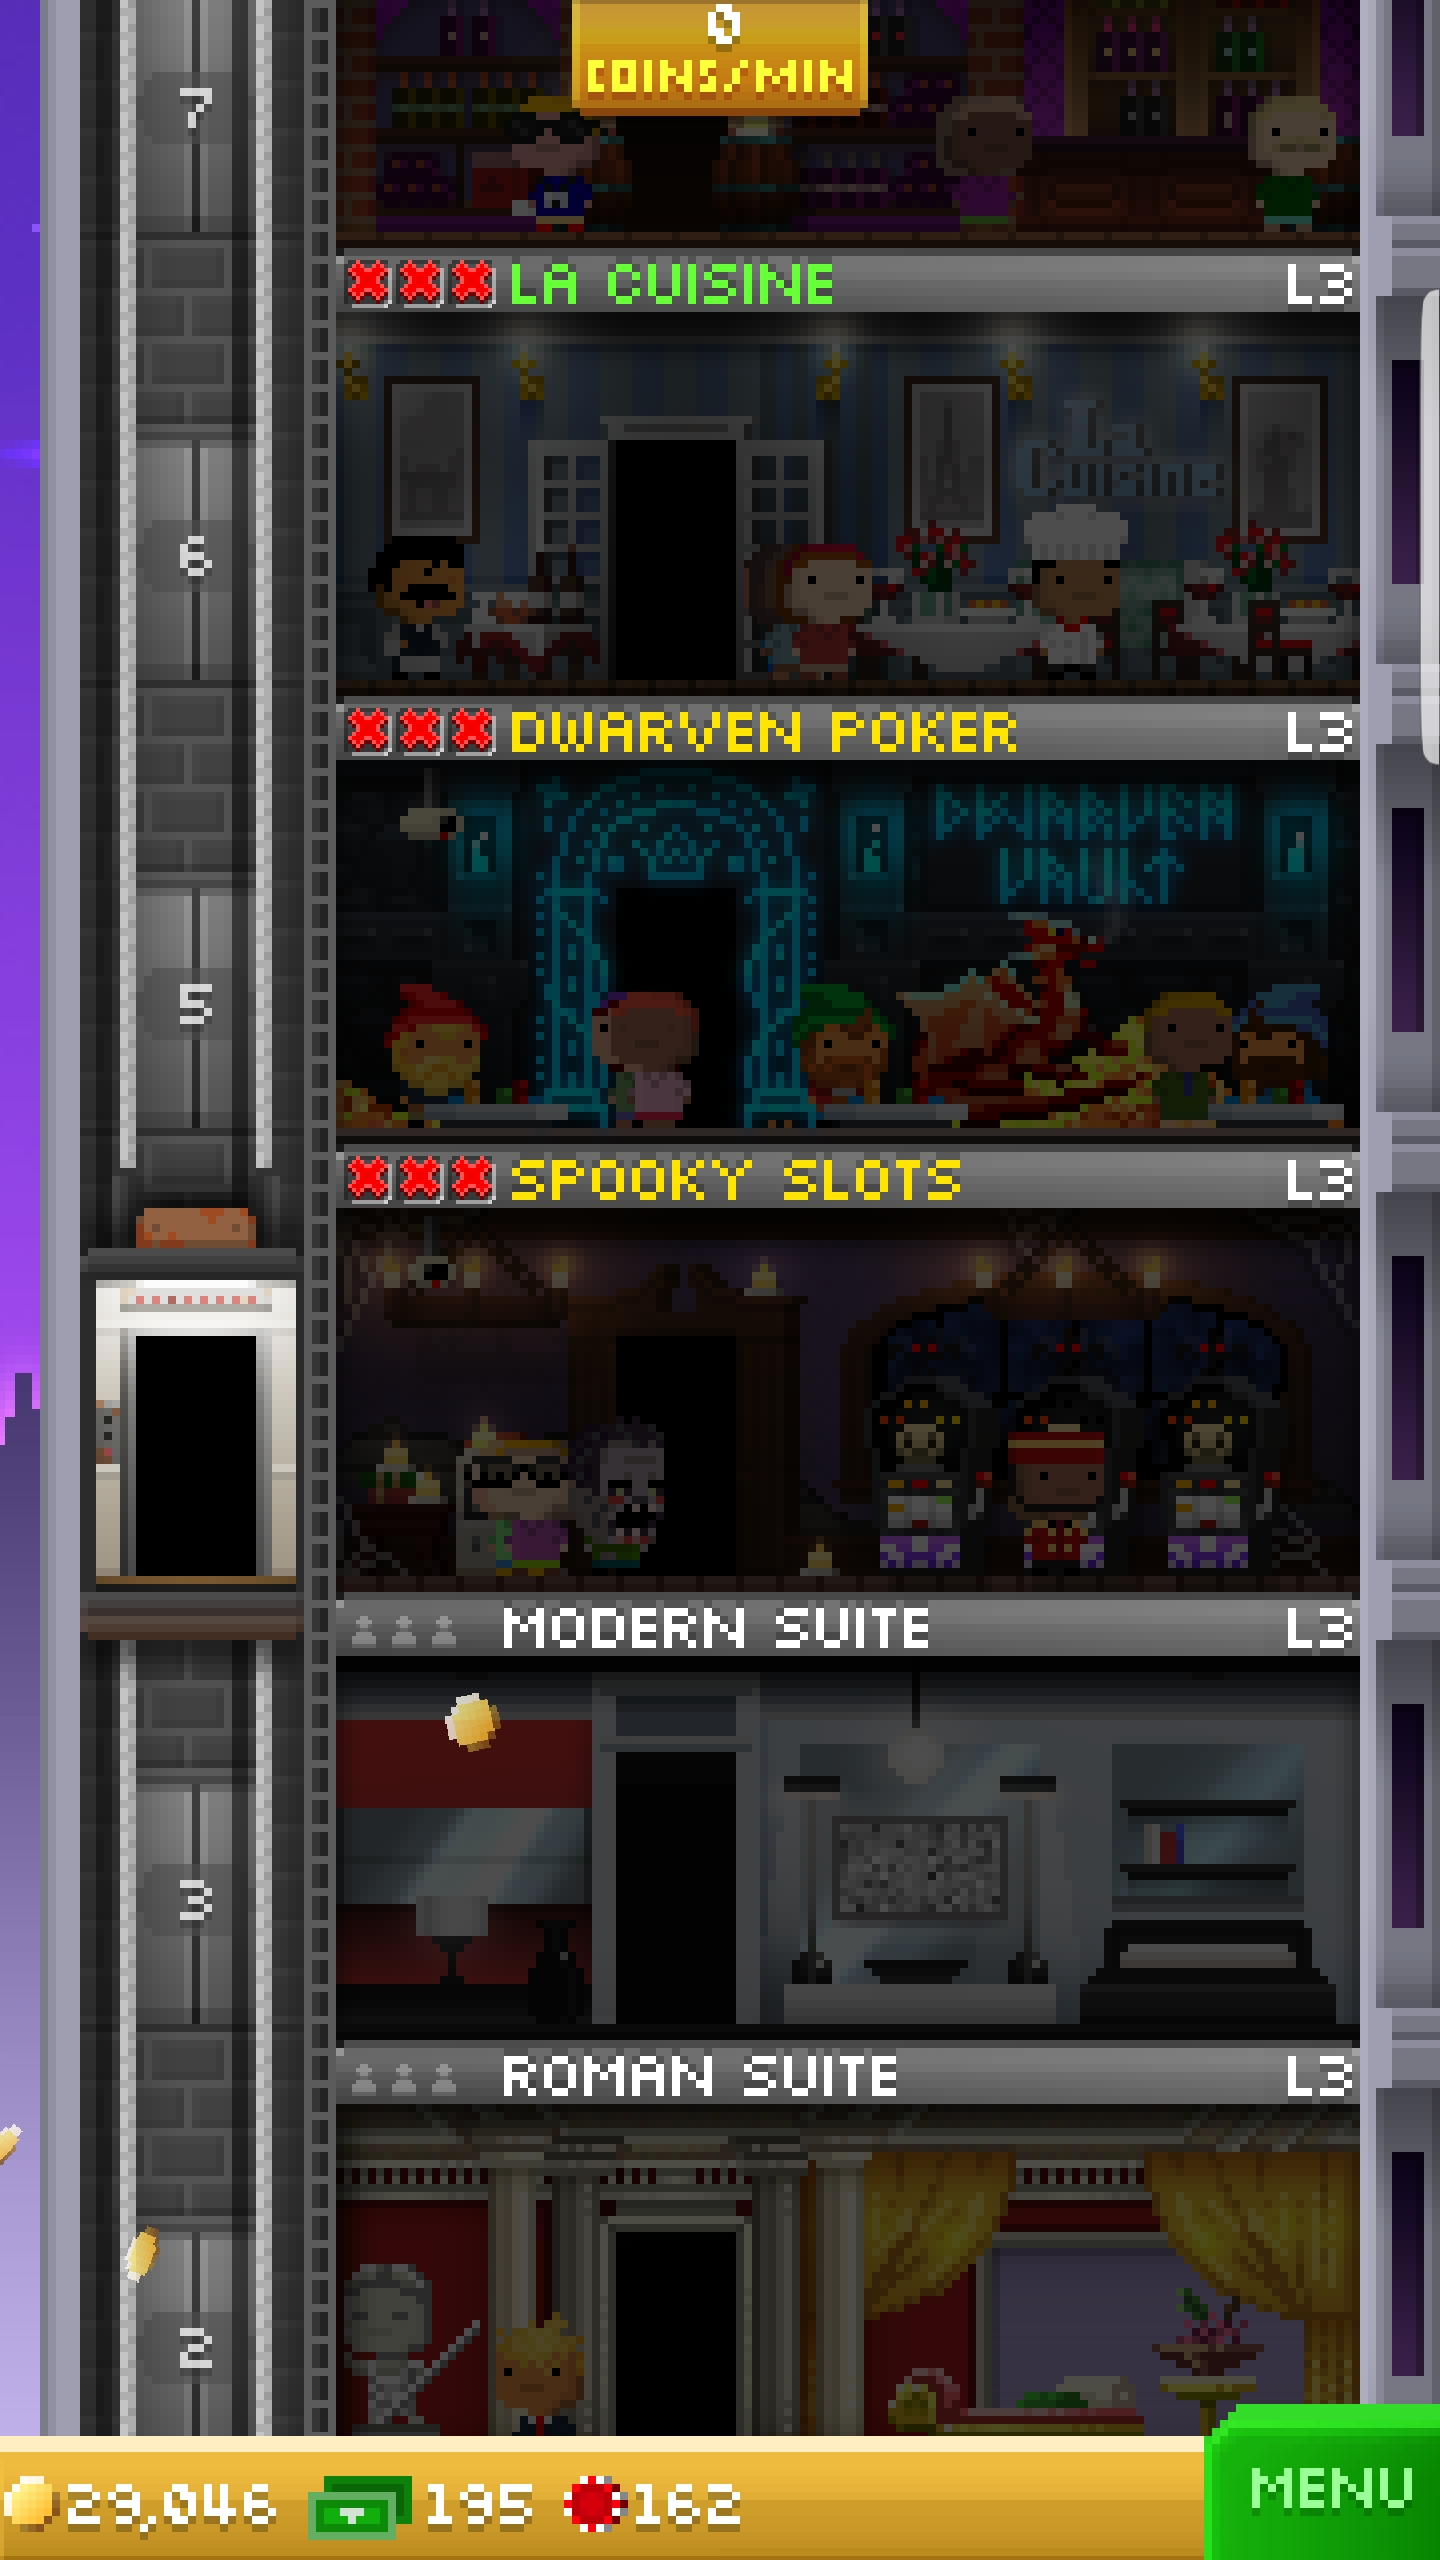 0
COINS/MIN
7
LA CUISINE L3
La
Cuisine
6
DWARVEN POKER L3
DWARVEN
VAULT
5
SPOOKY SLOTS L3
MODERN SUITE L3
3
ROMAN SUITE L3
2
29,046 195 162
MENU